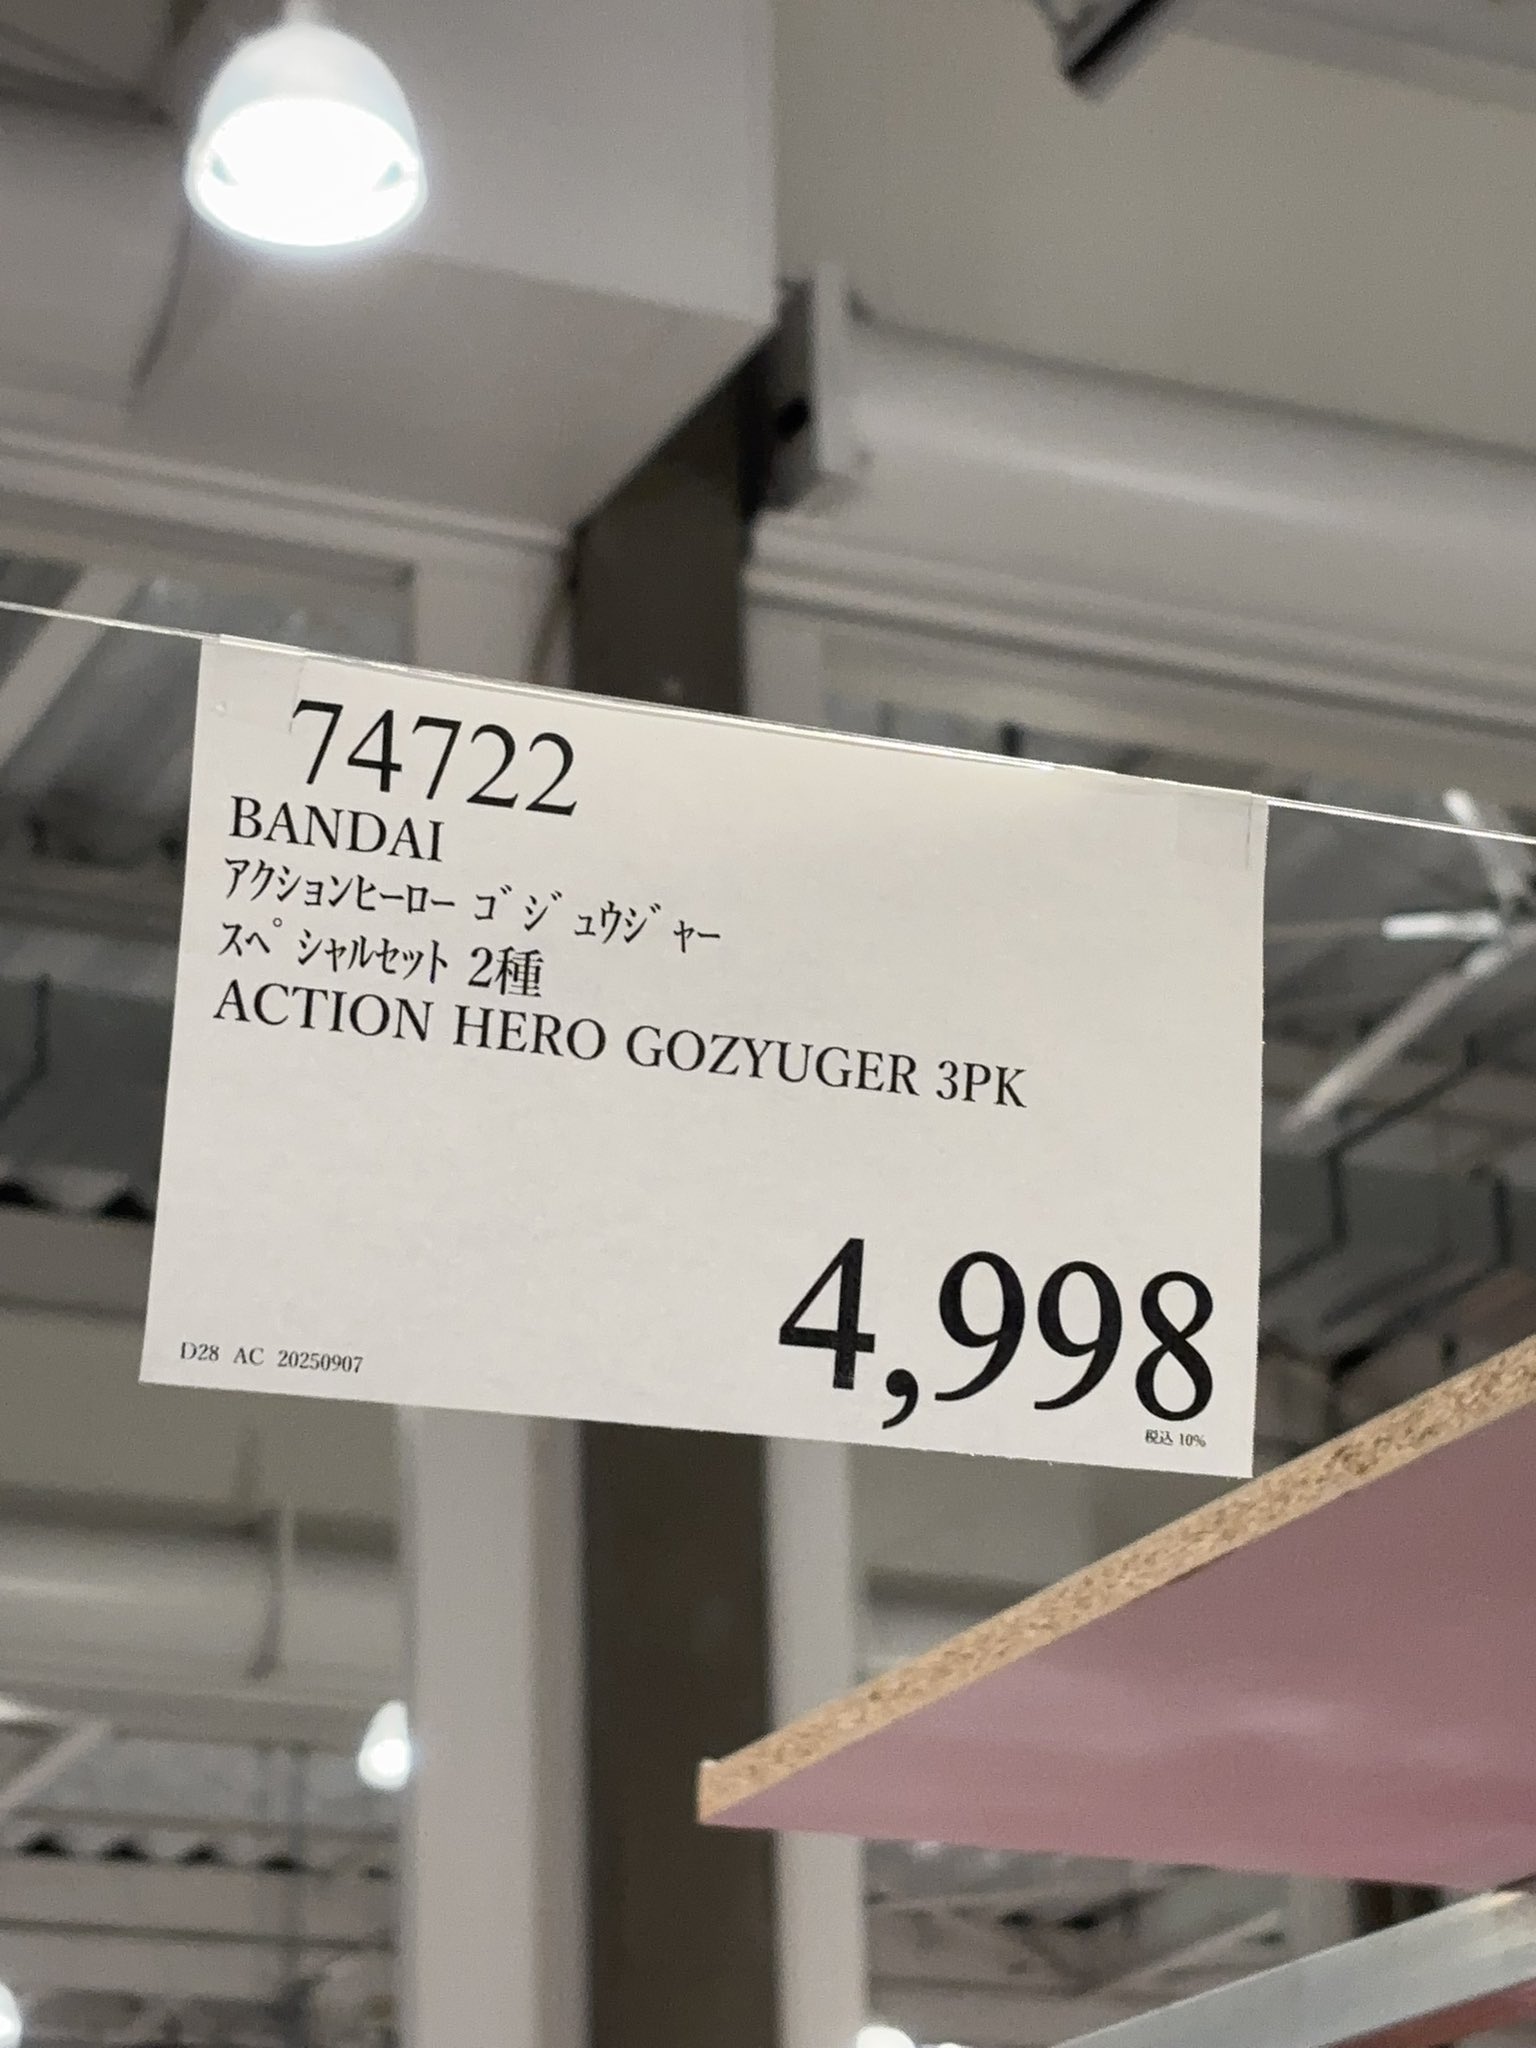 74722
BANDAI
アクションヒーロー ゴジュウジャー
スペシャルセット 2種
ACTION HERO GOZYUGER 3PK
4,998
税込 10%
D28 AC 20250907